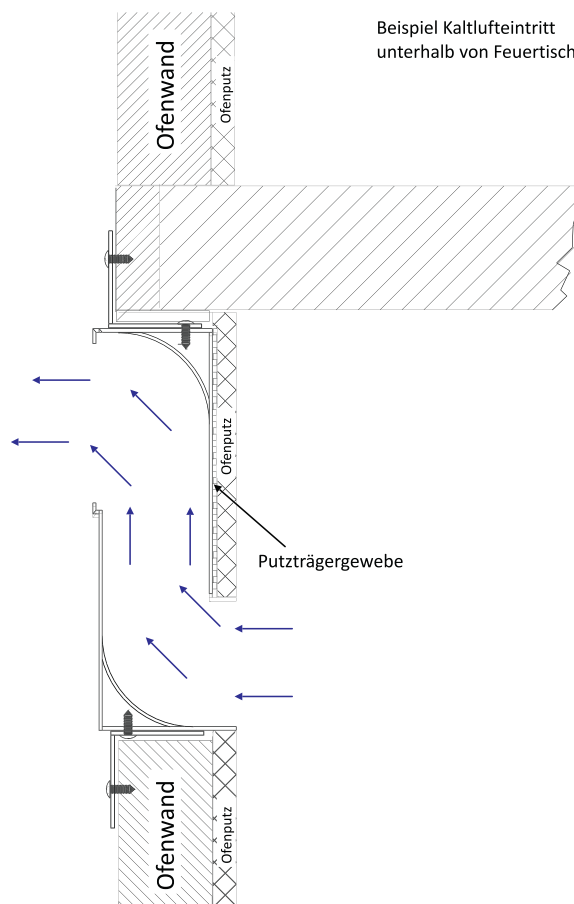 Beispiel Kaltlufteintritt
unterhalb von Feuertisch
Ofenwand
Ofenputz
Ofenputz
Putzträgergewebe
Ofenwand
Ofenputz